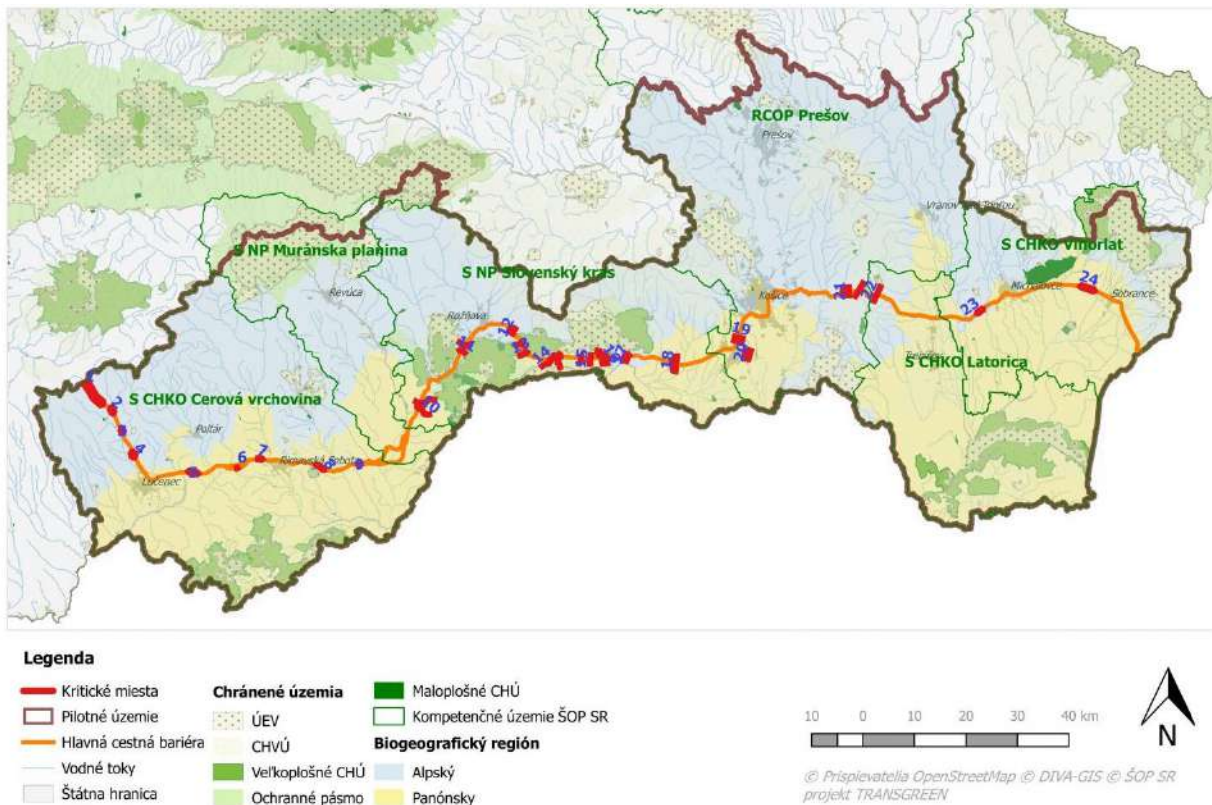 RCOP Prešov
Prešov
Vranov nad Topľou
S CHKO Vihorlat
S NP Muránska planina
S NP Slovenský kras
Revúca
Rožňava
Košice
Michalovce
Sobrance
S CHKO Latorica
S CHKO Cerová vrchovina
Poltár
Lučenec
Rimavská Sobota
1
2
3
4
6
7
8
9
10
12
14
15
17
18
19
20
21
22
23
24
Legenda
Kritické miesta
Pilotné územie
Hlavná cestná bariéra
Vodné toky
Štátna hranica
Chránené územia
ÚEV
CHVÚ
Veľkoplošné CHÚ
Ochranné pásmo
Maloplošné CHÚ
Kompetenčné územie ŠOP SR
Biogeografický región
Alpský
Panónsky
10 0 10 20 30 40 km
N
© Prispievatelia OpenStreetMap © DIVA-GIS © ŠOP SR
projekt TRANSGREEN